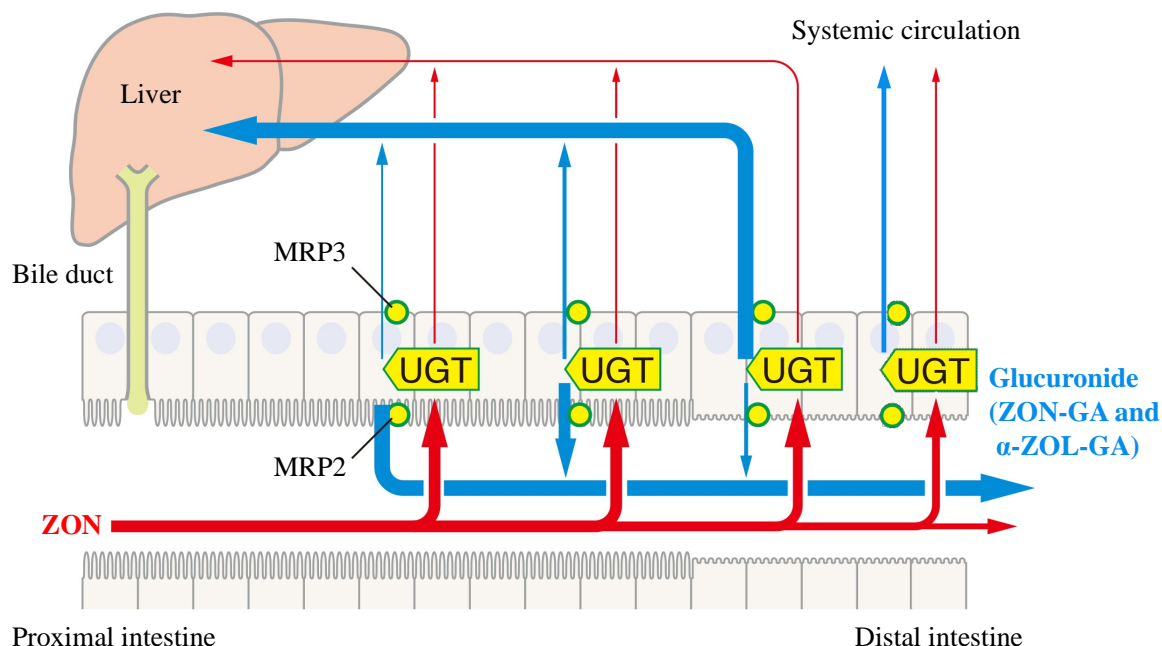 Systemic circulation
Liver
Bile duct
MRP3
UGT
UGT
UGT
UGT
Glucuronide
(ZON-GA and
α-ZOL-GA)
MRP2
ZON
Proximal intestine
Distal intestine